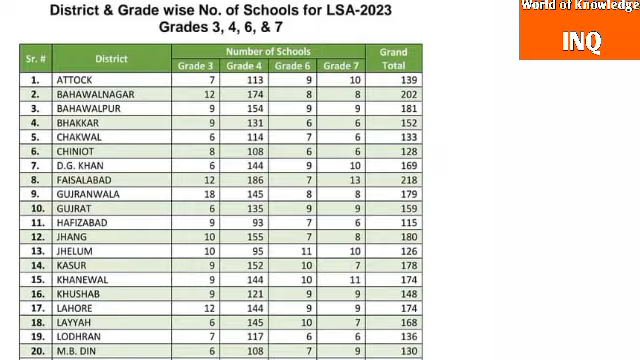 District & Grade wise No. of Schools for LSA-2023
Grades 3, 4, 6, & 7
World of Knowledge
INQ
Sr. # District Number of Schools Grand Total
Grade 3 Grade 4 Grade 6 Grade 7
1. ATTOCK 7 113 9 10 139
2. BAHAWALNAGAR 12 174 8 8 202
3. BAHAWALPUR 9 154 9 9 181
4. BHAKKAR 9 131 6 6 152
5. CHAKWAL 6 114 7 6 133
6. CHINIOT 8 108 6 6 128
7. D.G. KHAN 6 144 9 10 169
8. FAISALABAD 12 186 7 13 218
9. GUJRANWALA 18 145 8 8 179
10. GUJRAT 6 135 9 9 159
11. HAFIZABAD 9 93 7 6 115
12. JHANG 10 155 7 8 180
13. JHELUM 10 95 11 10 126
14. KASUR 9 152 10 7 178
15. KHANEWAL 9 144 10 11 174
16. KHUSHAB 9 121 9 9 148
17. LAHORE 12 144 9 9 174
18. LAYYAH 6 145 10 7 168
19. LODHRAN 7 117 6 6 136
20. M.B. DIN 6 108 7 9 130